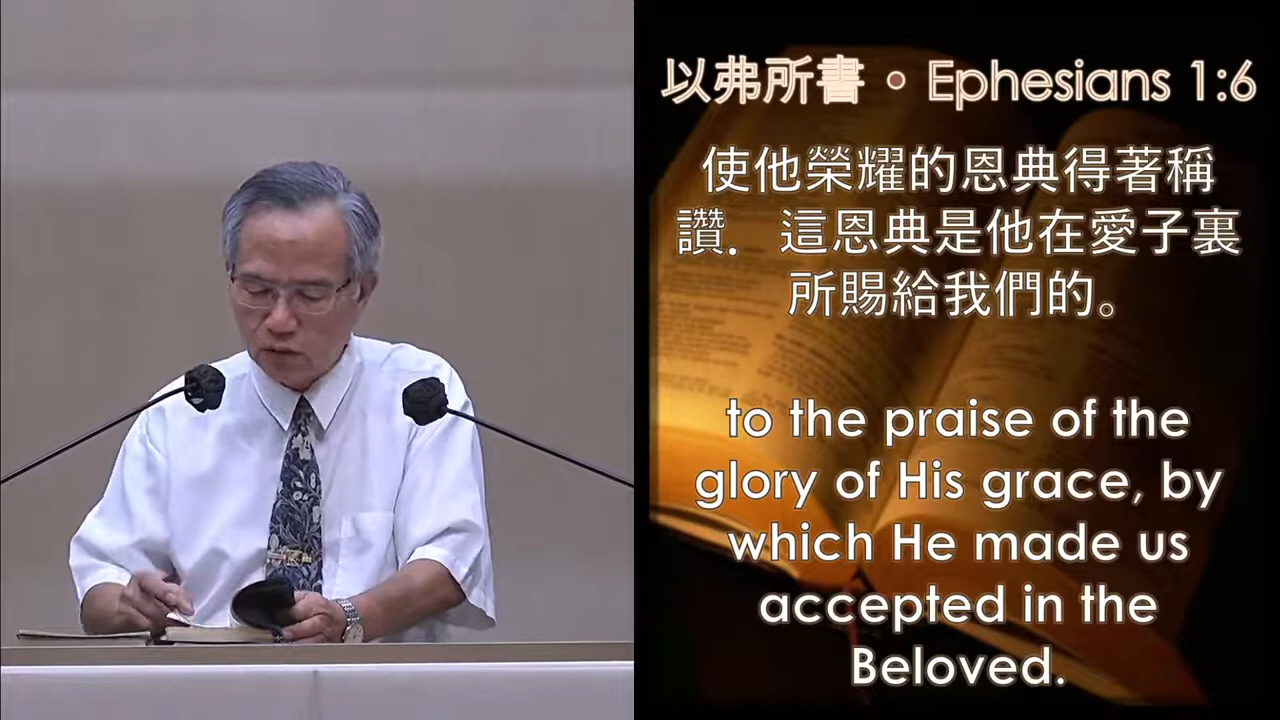 以弗所書 • Ephesians 1:6
使他榮耀的恩典得著稱
讚．這恩典是他在愛子裏
所賜給我們的。
to the praise of the
glory of His grace, by
which He made us
accepted in the
Beloved.